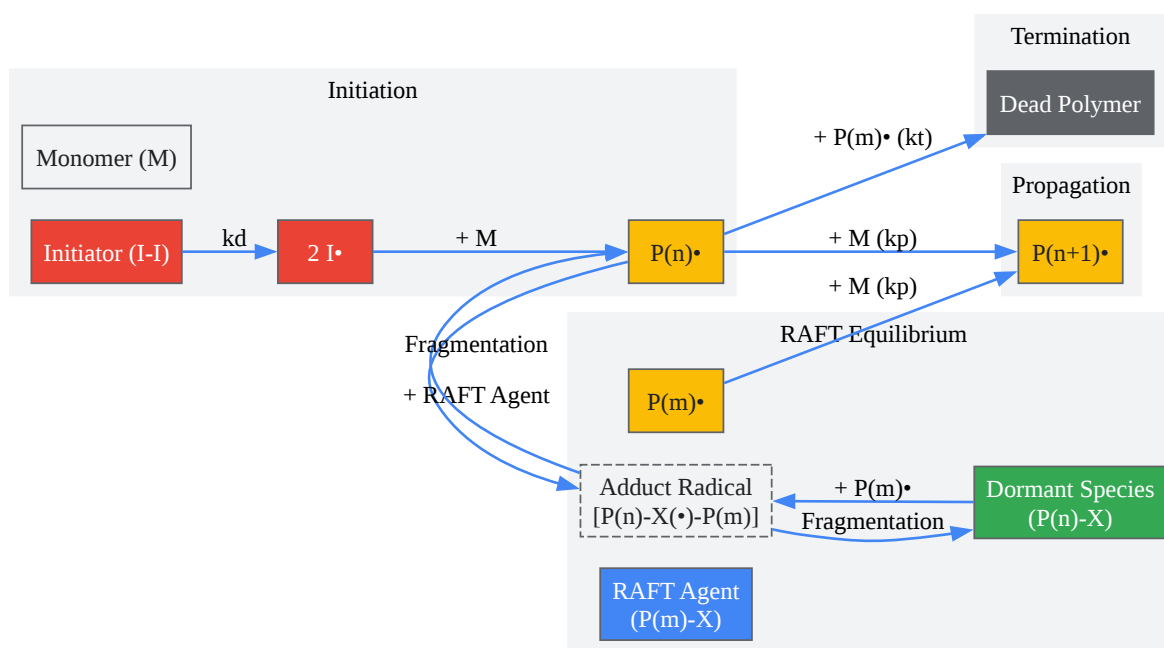 Termination
Dead Polymer
Initiation
Monomer (M)
Initiator (I-I)
kd
2 I•
+ M
P(n)•
+ P(m)• (kt)
+ M (kp)
+ M (kp)
Propagation
P(n+1)•
Fragmentation
+ RAFT Agent
RAFT Equilibrium
P(m)•
Adduct Radical
[P(n)-X(•)-P(m)]
+ P(m)•
Fragmentation
Dormant Species
(P(n)-X)
RAFT Agent
(P(m)-X)